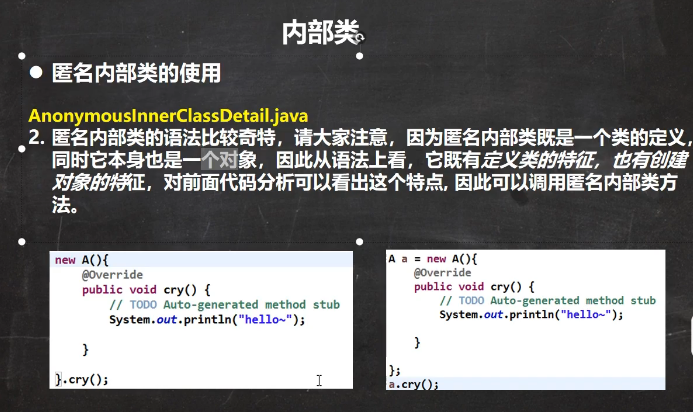 内部类
● 匿名内部类的使用
AnonymousInnerClassDetail.java
2. 匿名内部类的语法比较奇特，请大家注意，因为匿名内部类既是一个类的定义，
同时它本身也是一个对象，因此从语法上看，它既有定义类的特征，也有创建
对象的特征，对前面代码分析可以看出这个特点, 因此可以调用匿名内部类方
法。
new A(){
@Override
public void cry() {
// TODO Auto-generated method stub
System.out.println("hello~");
}
}.cry();
A a = new A(){
@Override
public void cry() {
// TODO Auto-generated method stub
System.out.println("hello~");
}
};
a.cry();